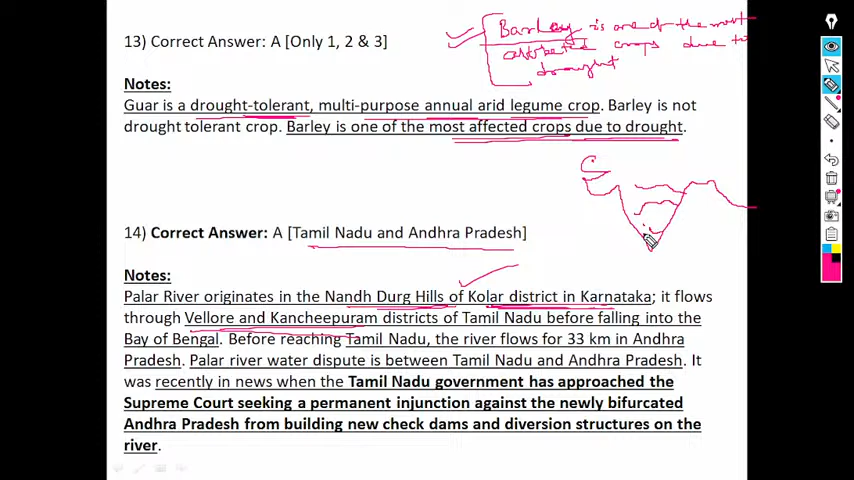 Barley is one of the most
affected crops due to
drought
13) Correct Answer: A [Only 1, 2 & 3]
Notes:
Guar is a drought-tolerant, multi-purpose annual arid legume crop. Barley is not
drought tolerant crop. Barley is one of the most affected crops due to drought.
14) Correct Answer: A [Tamil Nadu and Andhra Pradesh]
Notes:
Palar River originates in the Nandh Durg Hills of Kolar district in Karnataka; it flows
through Vellore and Kancheepuram districts of Tamil Nadu before falling into the
Bay of Bengal. Before reaching Tamil Nadu, the river flows for 33 km in Andhra
Pradesh. Palar river water dispute is between Tamil Nadu and Andhra Pradesh. It
was recently in news when the Tamil Nadu government has approached the
Supreme Court seeking a permanent injunction against the newly bifurcated
Andhra Pradesh from building new check dams and diversion structures on the
river.